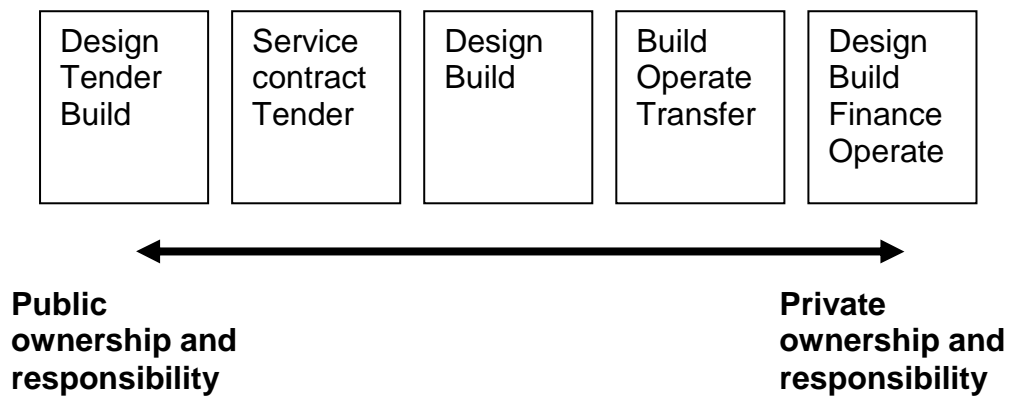 Design
Tender
Build
Service
contract
Tender
Design
Build
Build
Operate
Transfer
Design
Build
Finance
Operate
Public
ownership and
responsibility
Private
ownership and
responsibility